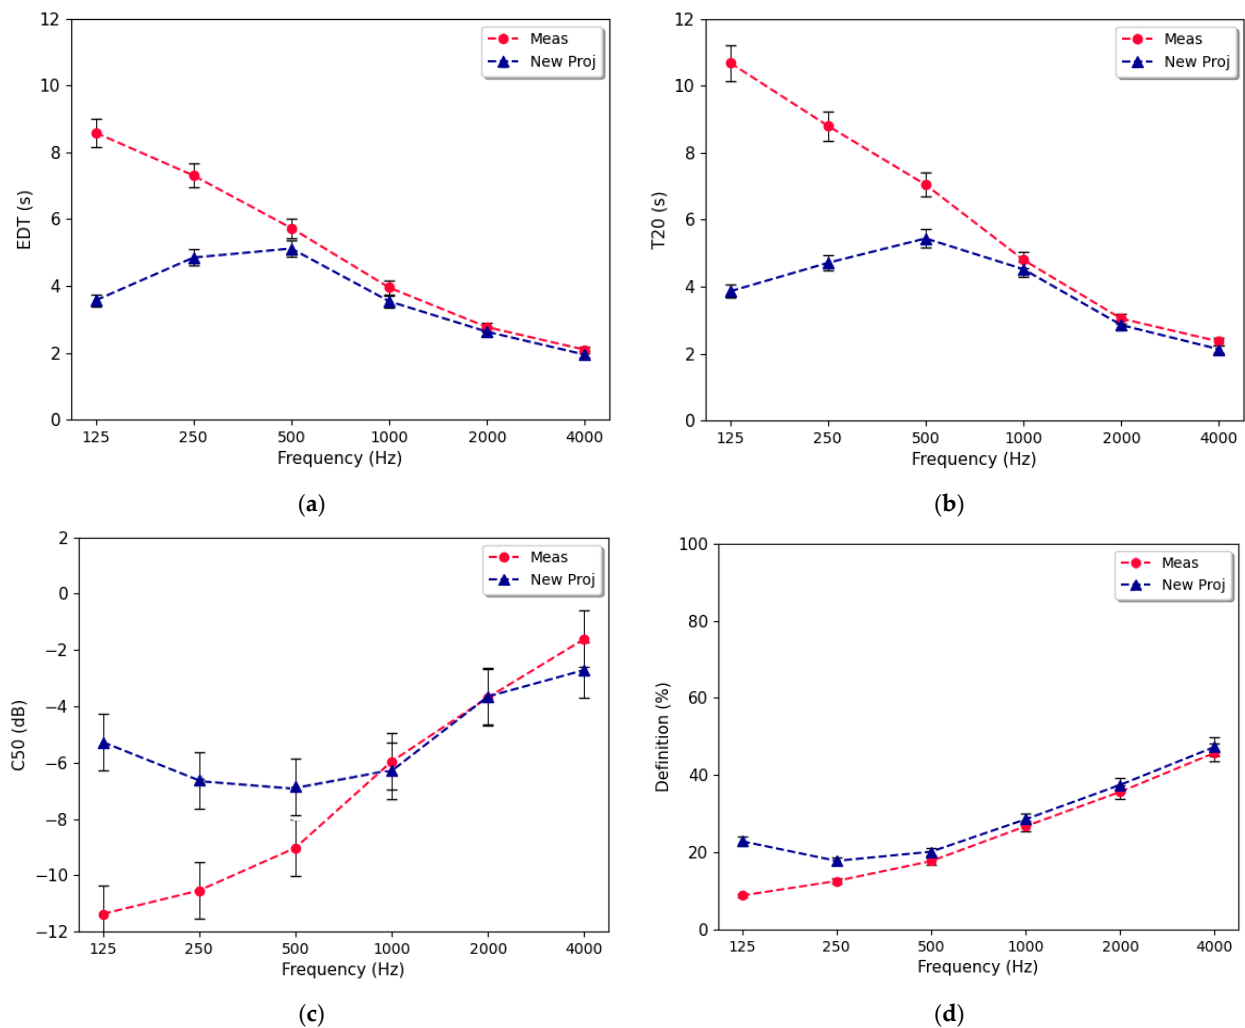 12
10
8
6
4
2
0
EDT (s)
Meas
New Proj
125 250 500 1000 2000 4000
Frequency (Hz)
(a)
12
10
8
6
4
2
0
T20 (s)
Meas
New Proj
125 250 500 1000 2000 4000
Frequency (Hz)
(b)
2
0
−2
−4
−6
−8
−10
−12
C50 (dB)
Meas
New Proj
125 250 500 1000 2000 4000
Frequency (Hz)
(c)
100
80
60
40
20
0
Definition (%)
Meas
New Proj
125 250 500 1000 2000 4000
Frequency (Hz)
(d)